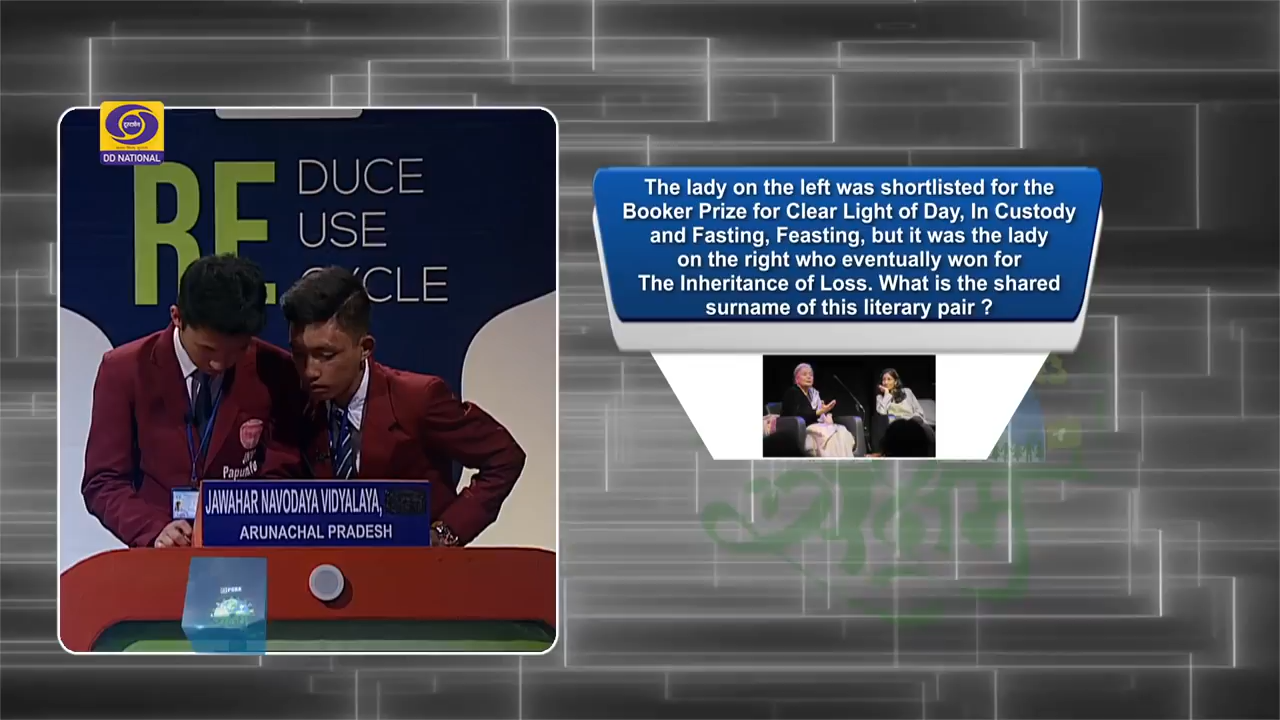 दूरदर्शन
DD NATIONAL
RE
DUCE
USE
CYCLE
The lady on the left was shortlisted for the
Booker Prize for Clear Light of Day, In Custody
and Fasting, Feasting, but it was the lady
on the right who eventually won for
The Inheritance of Loss. What is the shared
surname of this literary pair ?
JAWAHAR NAVODAYA VIDYALAYA,
ARUNACHAL PRADESH